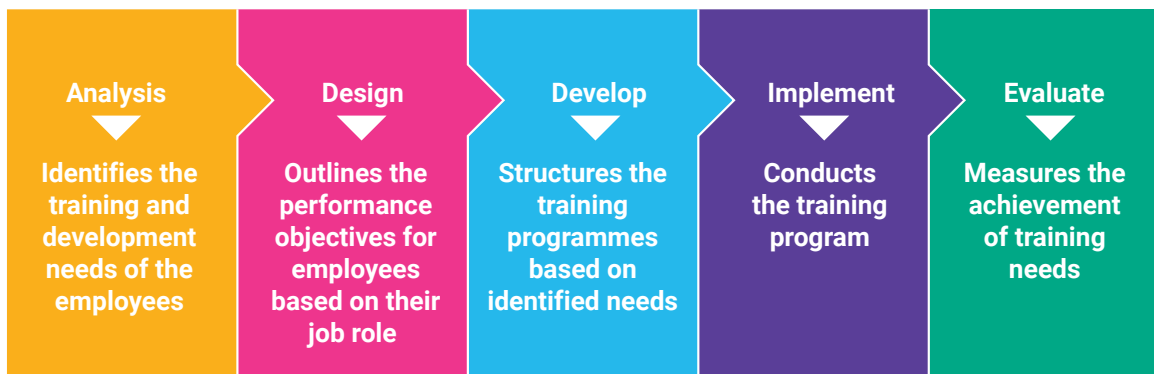 Analysis
Identifies the
training and
development
needs of the
employees
Design
Outlines the
performance
objectives for
employees
based on their
job role
Develop
Structures the
training
programmes
based on
identified needs
Implement
Conducts
the training
program
Evaluate
Measures the
achievement
of training
needs